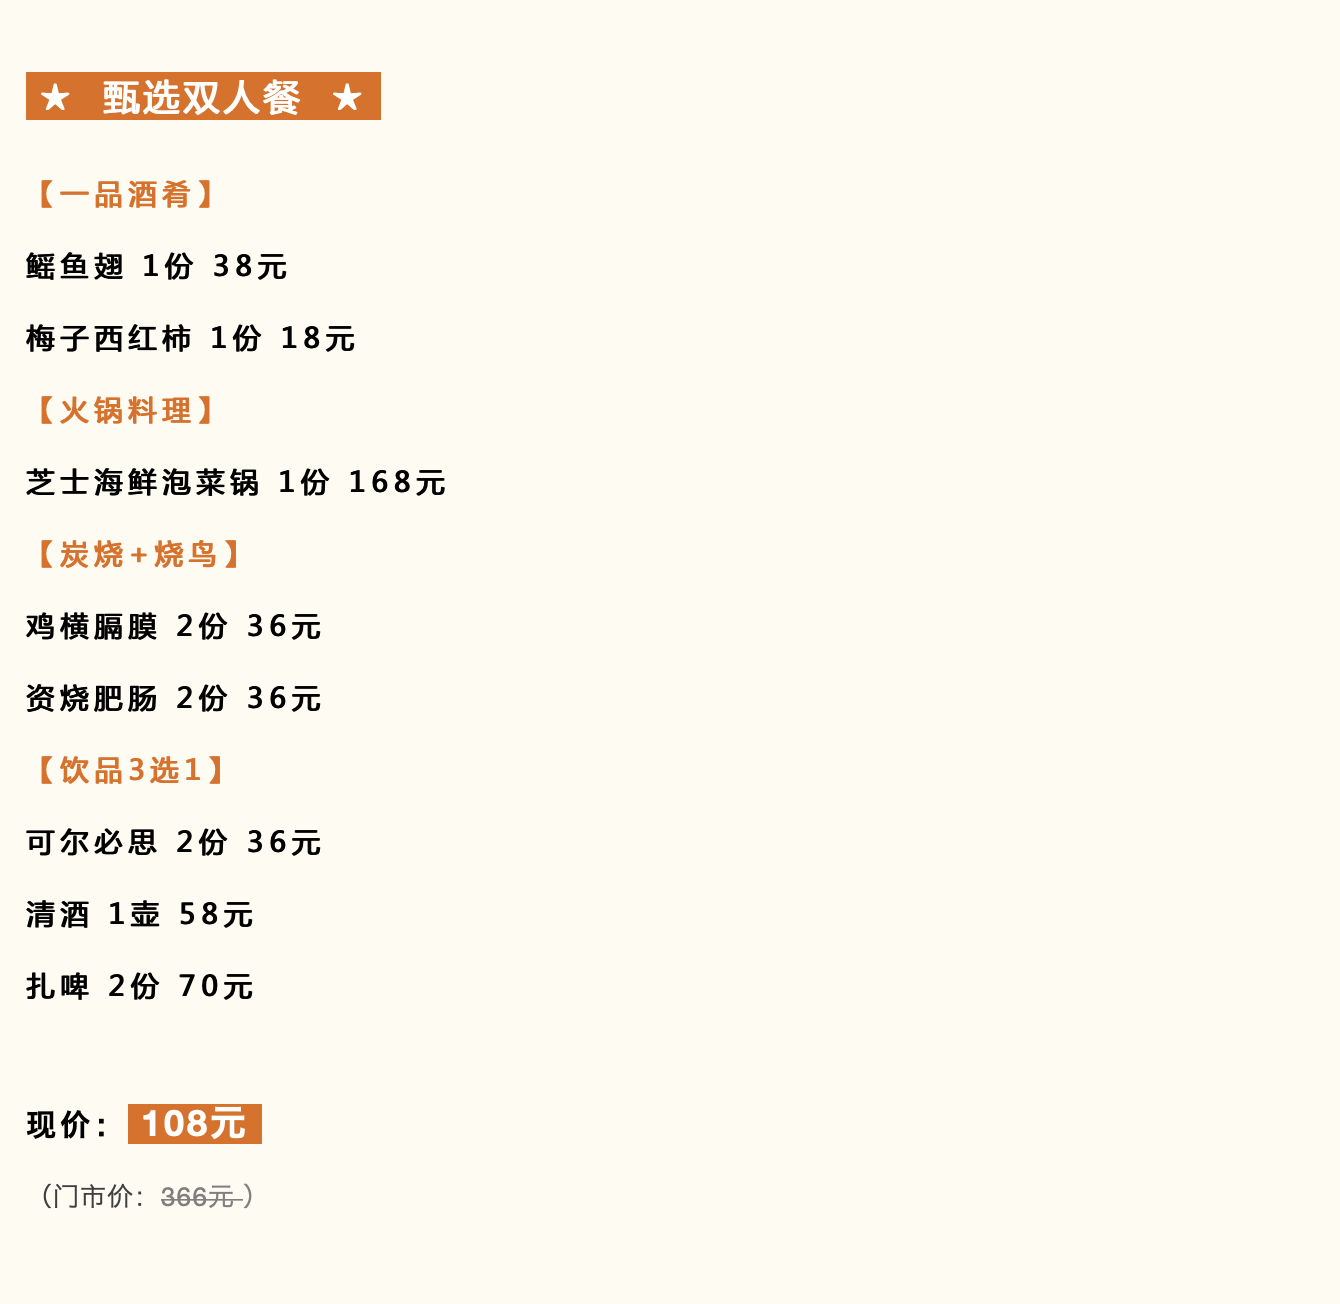 ★ 甄选双人餐 ★
【一品酒肴】
鳐鱼翅 1份 38元
梅子西红柿 1份 18元
【火锅料理】
芝士海鲜泡菜锅 1份 168元
【炭烧+烧鸟】
鸡横膈膜 2份 36元
资烧肥肠 2份 36元
【饮品3选1】
可尔必思 2份 36元
清酒 1壶 58元
扎啤 2份 70元
现价：108元
（门市价：366元）